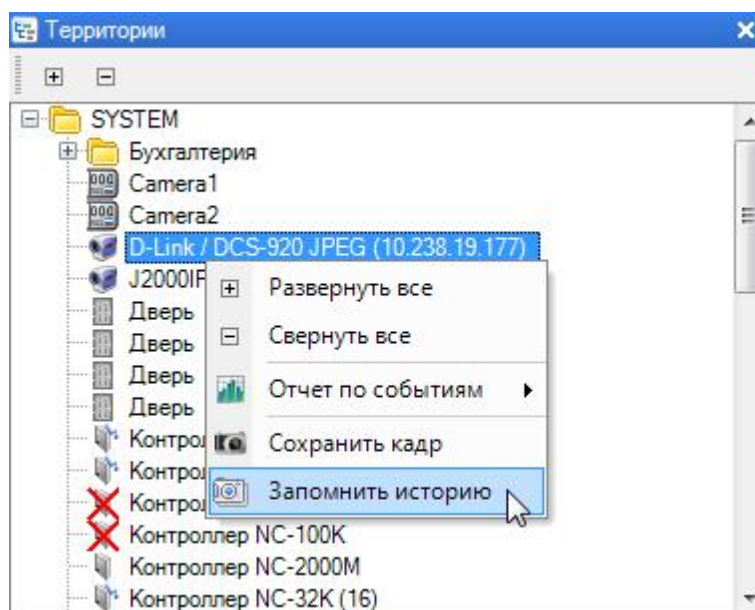 Территории
SYSTEM
Бухгалтерия
Camera1
Camera2
D-Link / DCS-920 JPEG (10.238.19.177)
J2000IP
Развернуть все
Дверь
Свернуть все
Дверь
Дверь
Отчет по событиям
Дверь
Контрол
Сохранить кадр
Контрол
Запомнить историю
Контрол
Контроллер NC-100K
Контроллер NC-2000M
Контроллер NC-32K (16)